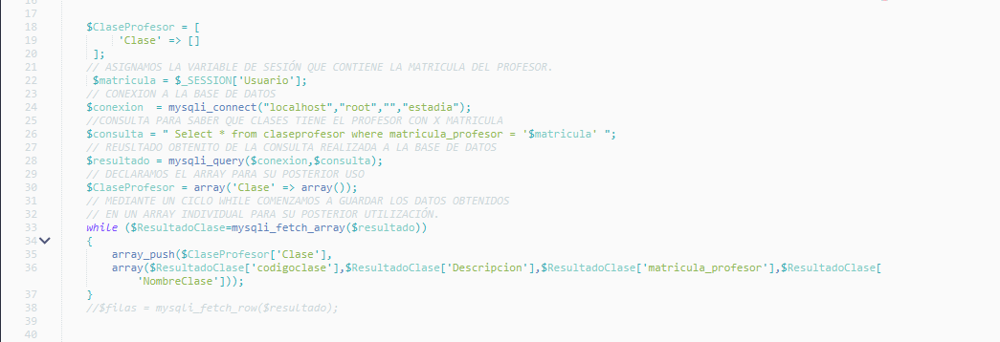 16
17
18 $ClaseProfesor = [
19 'Clase' => []
20 ];
21 // ASIGNAMOS LA VARIABLE DE SESIÓN QUE CONTIENE LA MATRICULA DEL PROFESOR.
22 $matricula = $_SESSION['Usuario'];
23 // CONEXION A LA BASE DE DATOS
24 $conexion  = mysqli_connect("localhost","root","","estadia");
25 //CONSULTA PARA SABER QUE CLASES TIENE EL PROFESOR CON X MATRICULA
26 $consulta = " Select * from claseprofesor where matricula_profesor = '$matricula' ";
27 // REUSLTADO OBTENITO DE LA CONSULTA REALIZADA A LA BASE DE DATOS
28 $resultado = mysqli_query($conexion,$consulta);
29 // DECLARAMOS EL ARRAY PARA SU POSTERIOR USO
30 $ClaseProfesor = array('Clase' => array());
31 // MEDIANTE UN CICLO WHILE COMENZAMOS A GUARDAR LOS DATOS OBTENIDOS
32 // EN UN ARRAY INDIVIDUAL PARA SU POSTERIOR UTILIZACIÓN.
33 while ($ResultadoClase=mysqli_fetch_array($resultado))
34 {
35 array_push($ClaseProfesor['Clase'],
36 array($ResultadoClase['codigoclase'],$ResultadoClase['Descripcion'],$ResultadoClase['matricula_profesor'],$ResultadoClase[
'NombreClase']));
37 }
38 //$filas = mysqli_fetch_row($resultado);
39
40